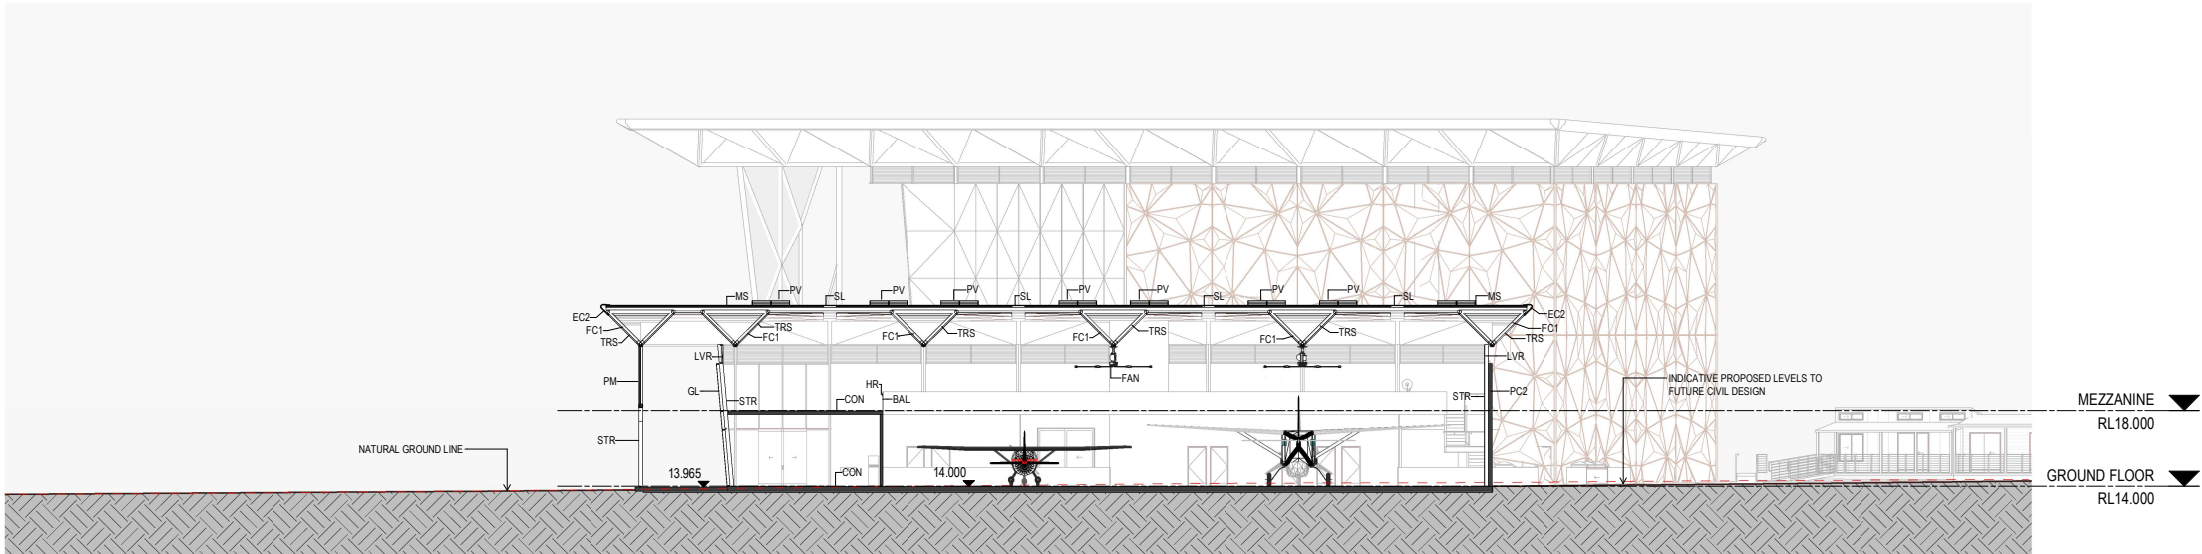 PV
PV
PV
PV
PV
PV
PV
MS
SL
SL
SL
SL
MS
EC2
EC2
FC1
TRS
TRS
FC1
FC1
TRS
FC1
TRS
FC1
TRS
FC1
TRS
LVR
LVR
FAN
PM
GL
STR
HR
CON
BAL
STR
PC2
INDICATIVE PROPOSED LEVELS TO
FUTURE CIVIL DESIGN
MEZZANINE
RL18.000
STR
NATURAL GROUND LINE
13.965
CON
14.000
GROUND FLOOR
RL14.000